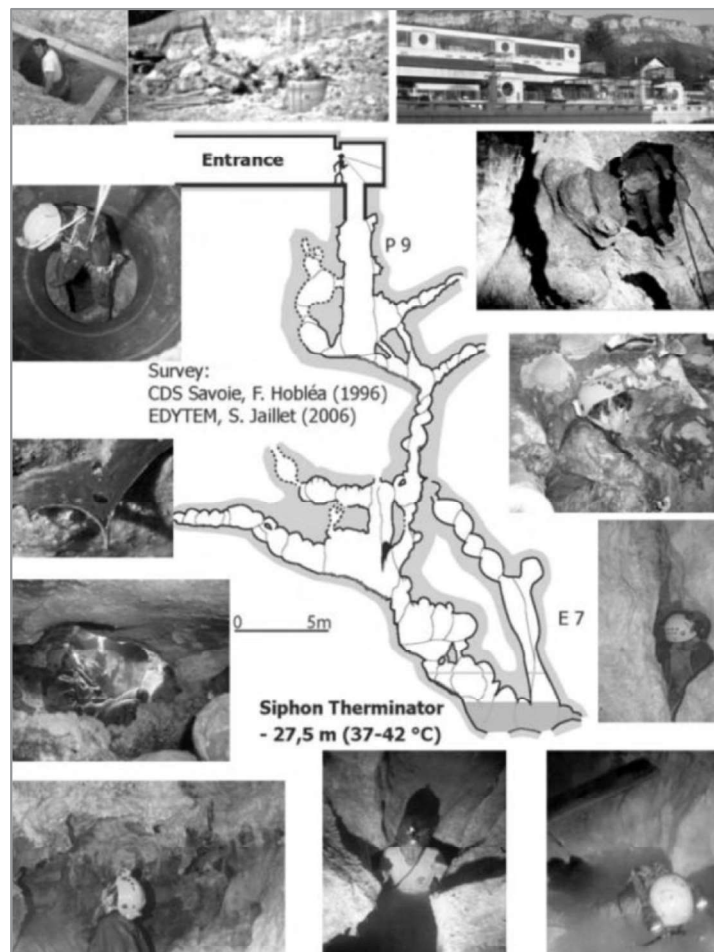 Entrance
P 9
Survey:
CDS Savoie, F. Hobléa (1996)
EDYTEM, S. Jaillet (2006)
0 5m
E 7
Siphon Therminator
- 27,5 m (37-42 °C)